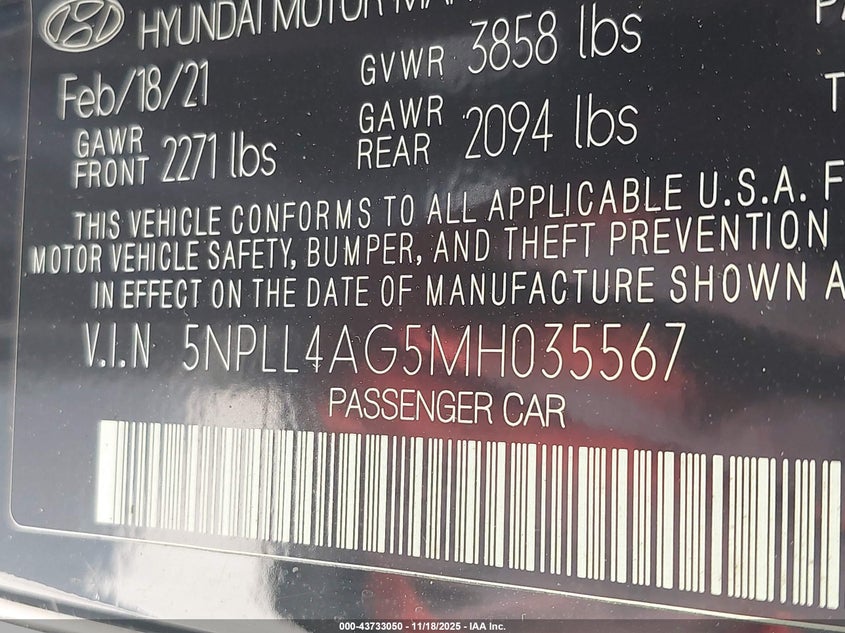 HYUNDAI MOTOR MAN
Feb/18/21
GVWR 3858 lbs
GAWR FRONT 2271 lbs
GAWR REAR 2094 lbs
THIS VEHICLE CONFORMS TO ALL APPLICABLE U.S.A. F
MOTOR VEHICLE SAFETY, BUMPER, AND THEFT PREVENTION
IN EFFECT ON THE DATE OF MANUFACTURE SHOWN A
V.I.N 5NPLL4AG5MH035567
PASSENGER CAR
000-43733050 - 11/18/2025 - IAA Inc.